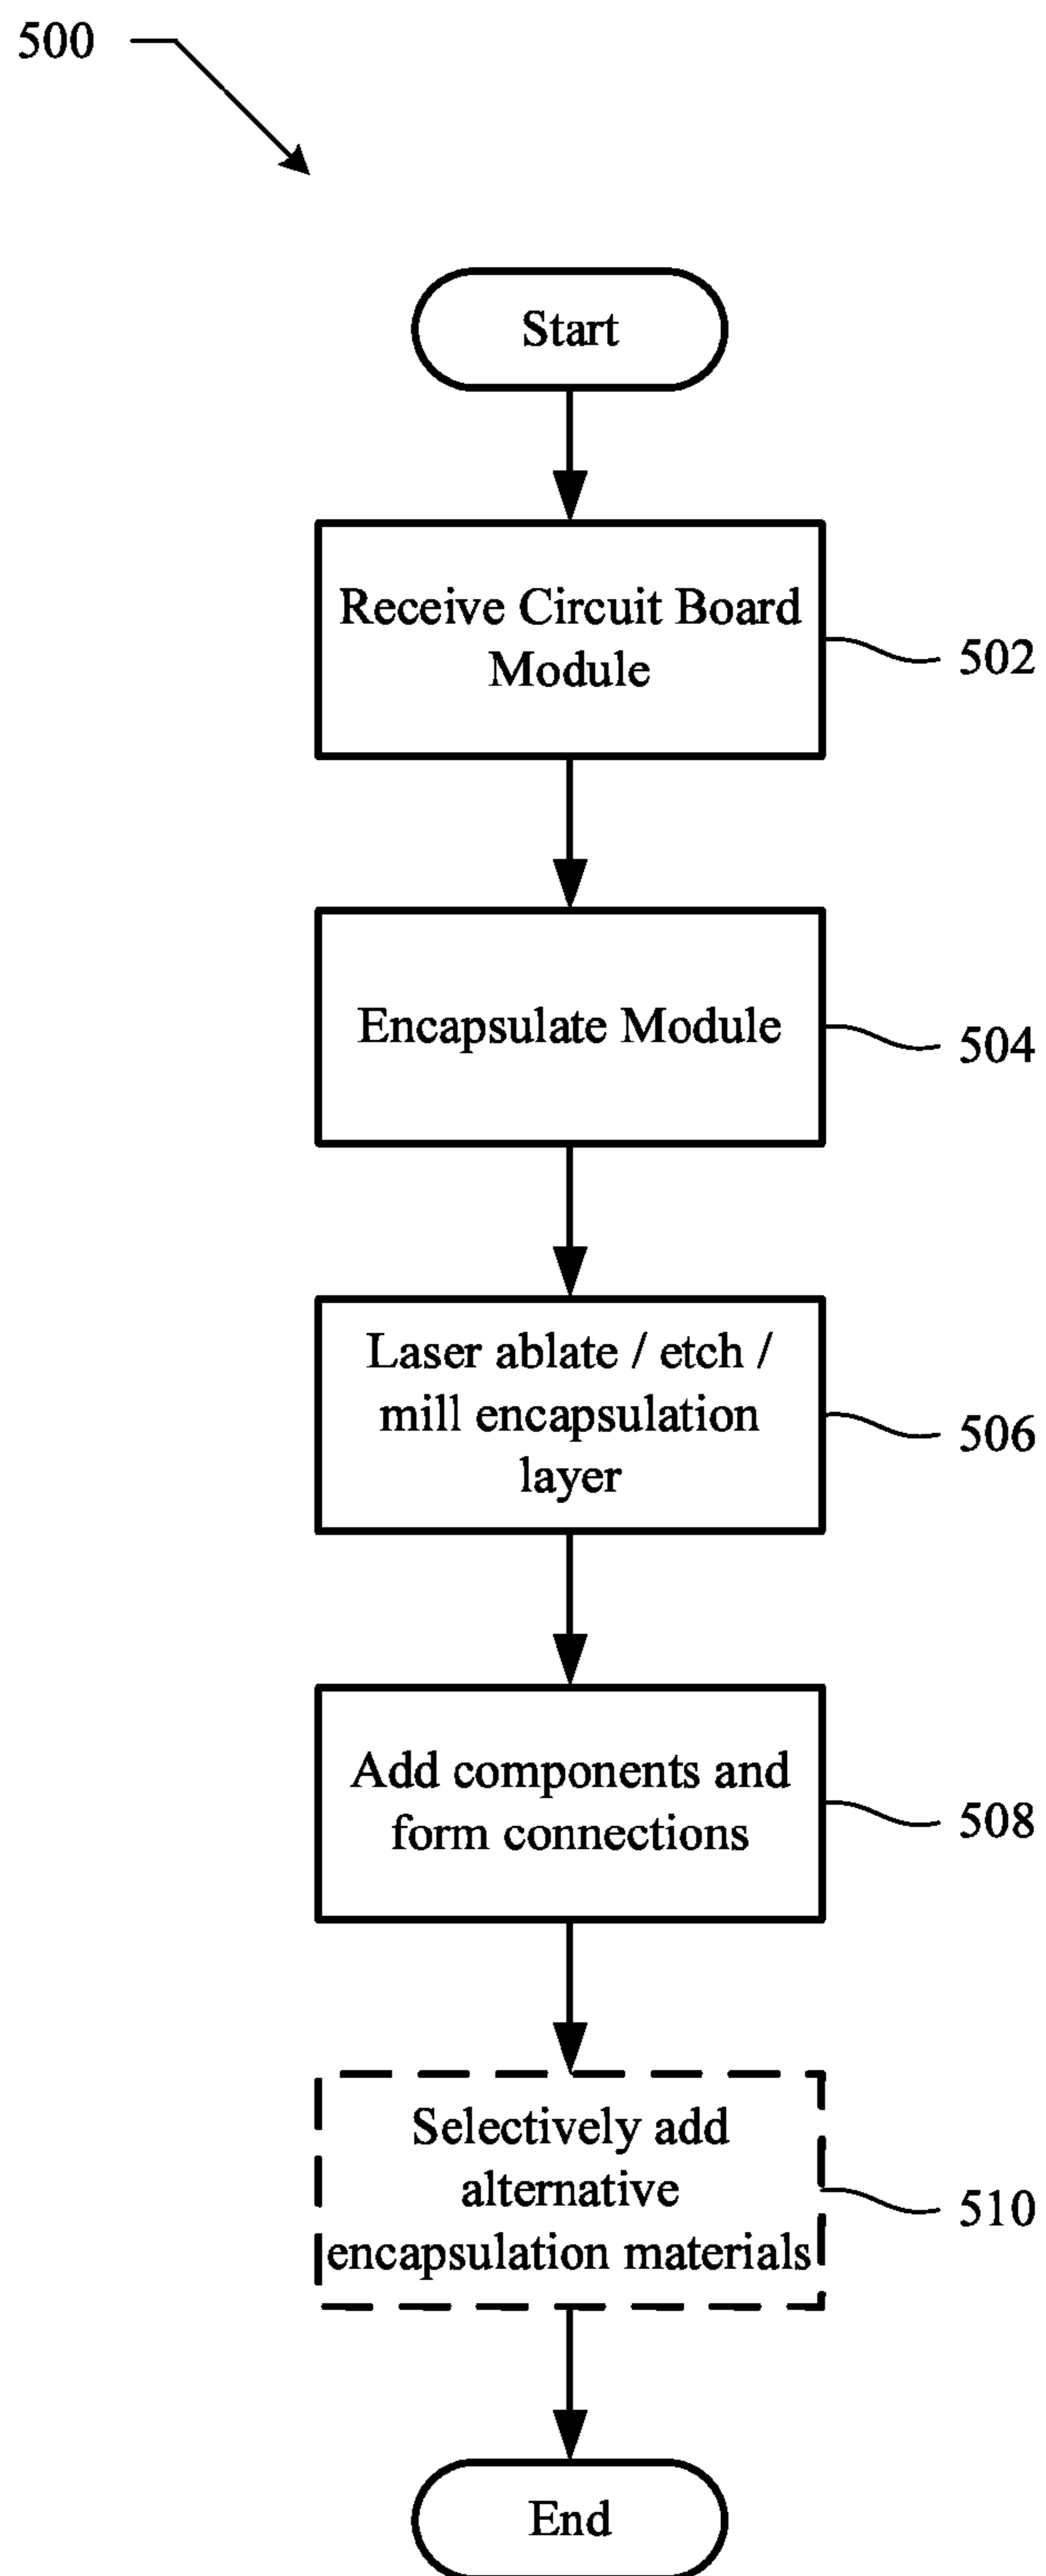 500
Start
Receive Circuit Board
Module
502
Encapsulate Module
504
Laser ablate / etch /
mill encapsulation
layer
506
Add components and
form connections
508
Selectively add
alternative
encapsulation materials
510
End